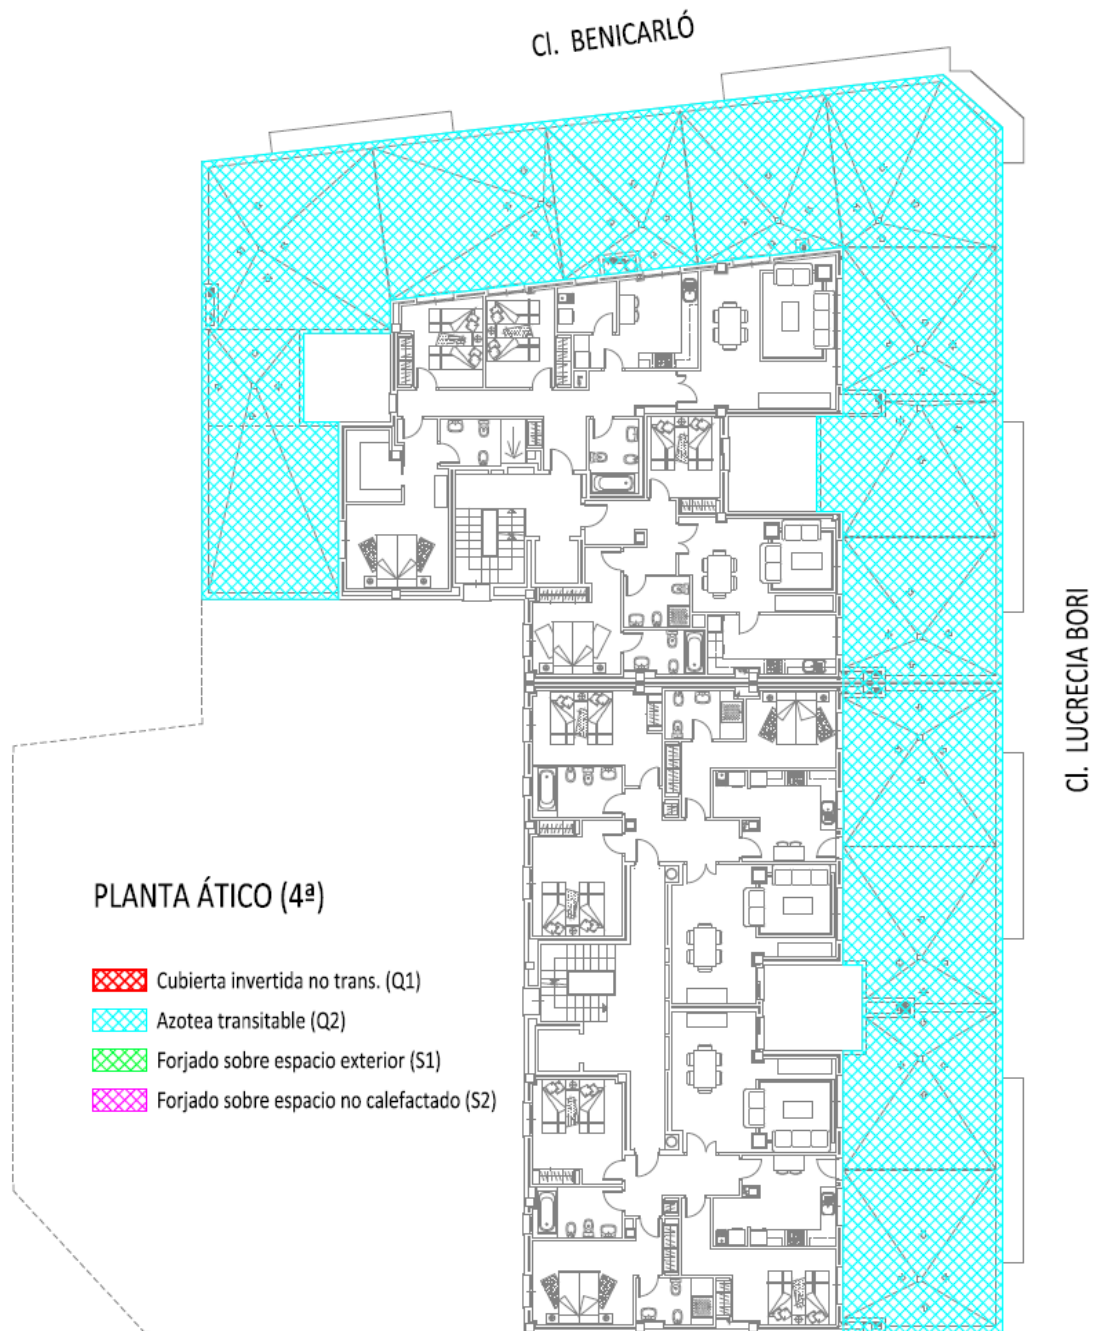 Cl. BENICARLÓ
Cl. LUCRECIA BORI
PLANTA ÁTICO (4ª)
Cubierta invertida no trans. (Q1)
Azotea transitable (Q2)
Forjado sobre espacio exterior (S1)
Forjado sobre espacio no calefactado (S2)